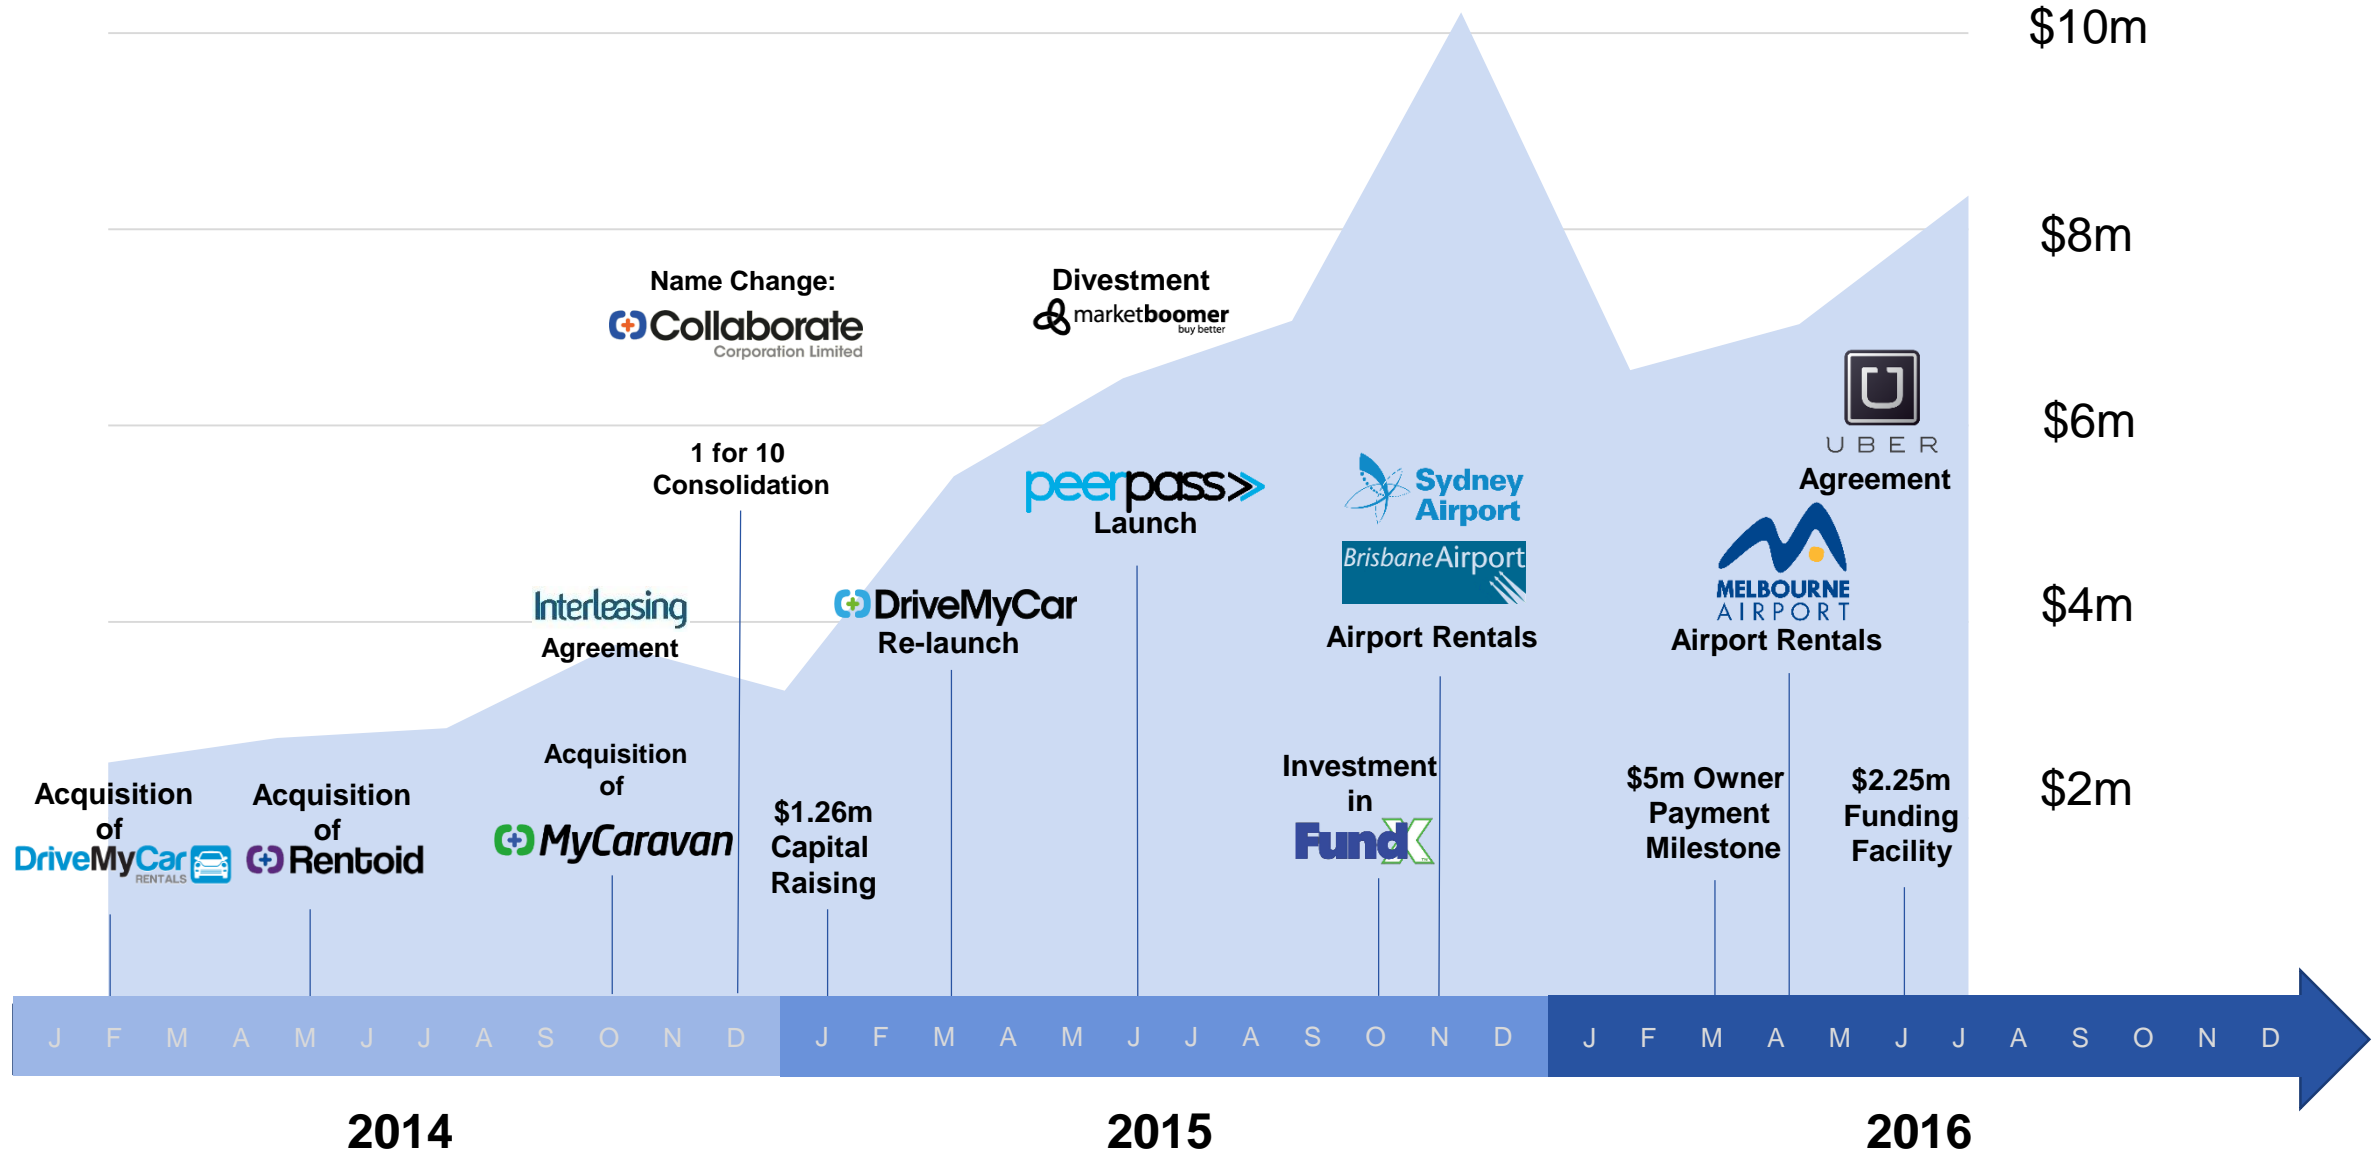 $10m
$8m
$6m
$4m
$2m
Name Change:
Collaborate
Corporation Limited
Divestment
marketboomer
buy better
1 for 10
Consolidation
peerpass
Launch
Sydney
Airport
Brisbane Airport
Airport Rentals
UBER
Agreement
MELBOURNE
AIRPORT
Airport Rentals
Interleasing
Agreement
DriveMyCar
Re-launch
Acquisition
of
DriveMyCar
RENTALS
Acquisition
of
Rentoid
Acquisition
of
MyCaravan
$1.26m
Capital
Raising
Investment
in
FundX
$5m Owner
Payment
Milestone
$2.25m
Funding
Facility
J F M A M J J A S O N D J F M A M J J A S O N D J F M A M J J A S O N D
2014 2015 2016